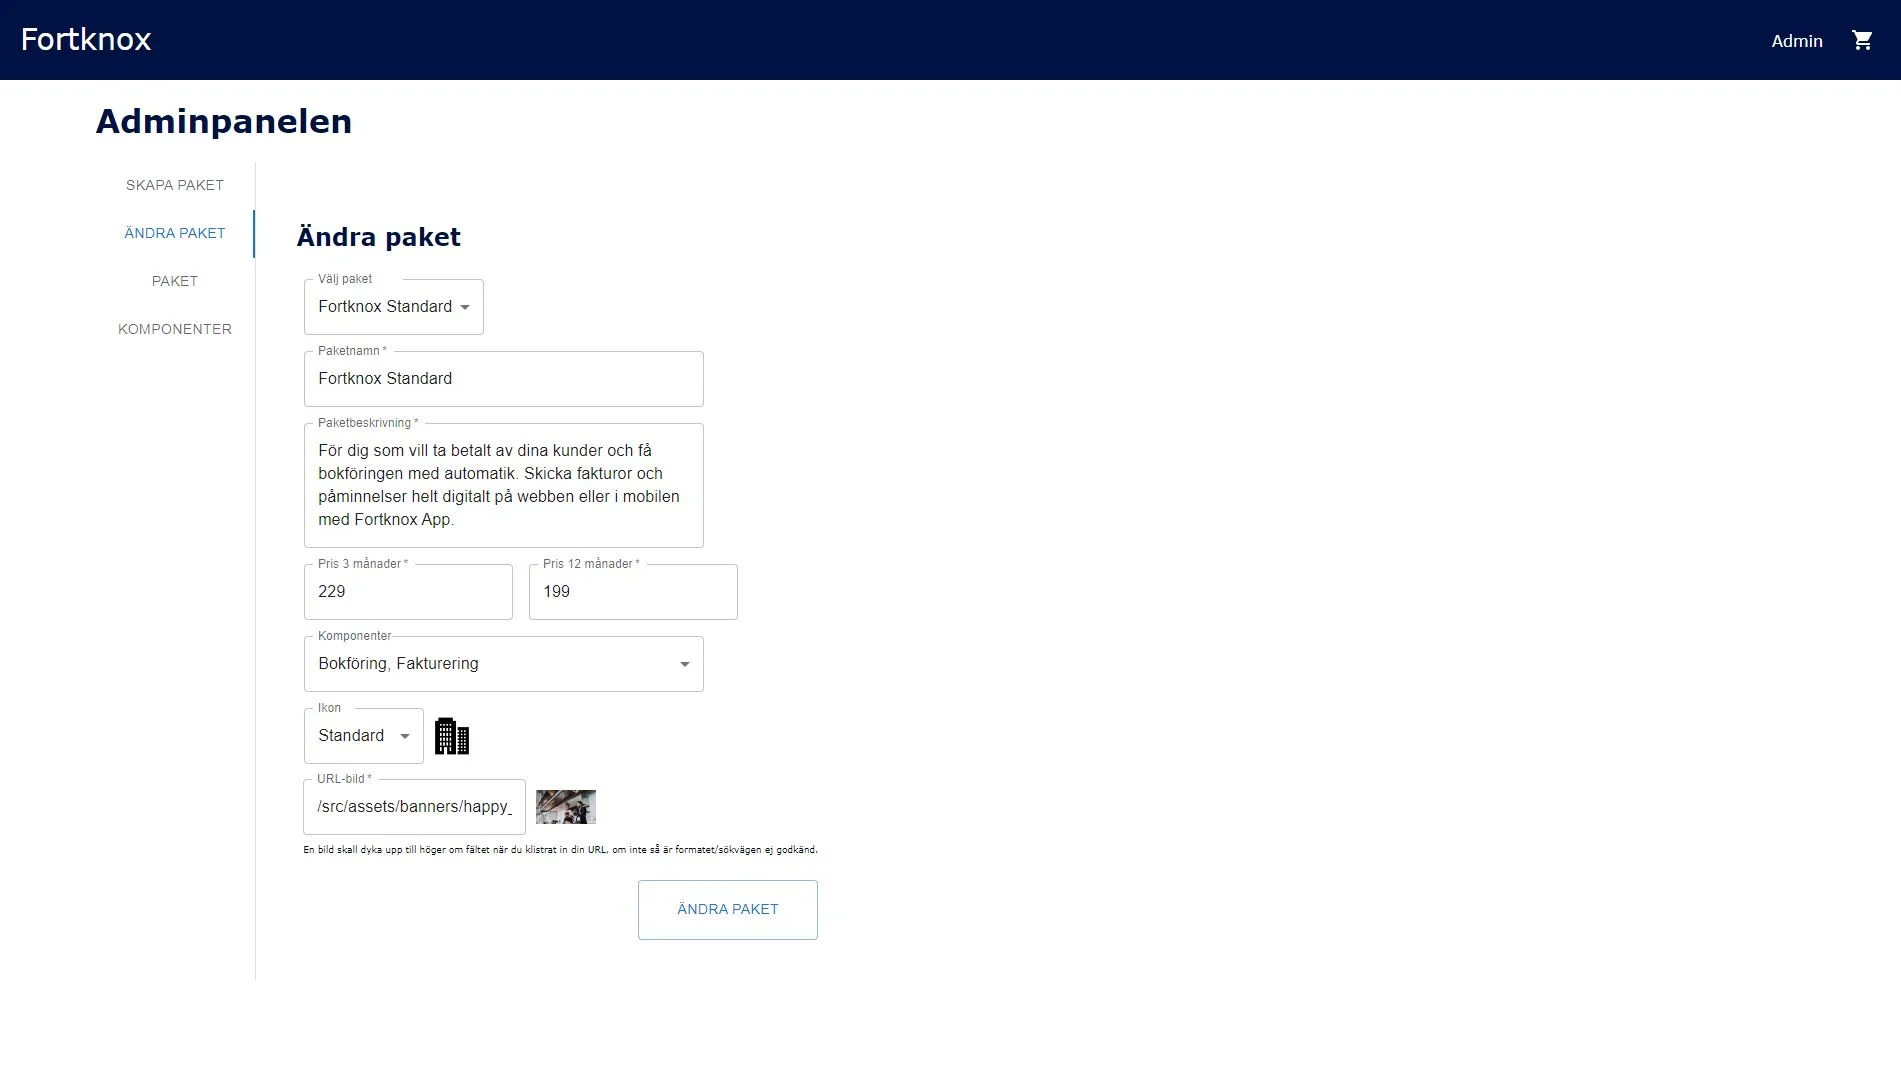 Fortknox
Admin
Adminpanelen
SKAPA PAKET
ÄNDRA PAKET
PAKET
KOMPONENTER
Ändra paket
Välj paket
Fortknox Standard
Paketnamn *
Fortknox Standard
Paketbeskrivning *
För dig som vill ta betalt av dina kunder och få
bokföringen med automatik. Skicka fakturor och
påminnelser helt digitalt på webben eller i mobilen
med Fortknox App.
Pris 3 månader *
229
Pris 12 månader *
199
Komponenter
Bokföring, Fakturering
Ikon
Standard
URL-bild *
/src/assets/banners/happy_
En bild skall dyka upp till höger om fältet när du klistrat in din URL, om inte så är formatet/sökvägen ej godkänd.
ÄNDRA PAKET